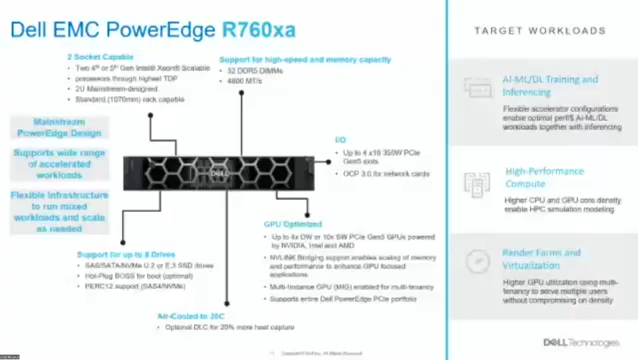 Dell EMC PowerEdge R760xa
2 Socket Capable
• Two 4th or 5th Gen Intel® Xeon® Scalable
• processors through highest TDP
• 2U Mainstream-designed
• Standard (1070mm) rack capable
Support for high-speed and memory capacity
• 32 DDR5 DIMMs
• 4800 MT/s
Mainstream
PowerEdge Design
Supports wide range
of accelerated
workloads
Flexible Infrastructure
to run mixed
workloads and scale
as needed
DELL
I/O
• Up to 4 x16 350W PCIe
Gen5 slots
• OCP 3.0 for network cards
GPU Optimized
• Up to 4x DW or 10x SW PCIe Gen5 GPUs powered
by NVIDIA, Intel and AMD
• NVLINK Bridging support enables scaling of memory
and performance to enhance GPU focused
applications.
• Multi-Instance GPU (MIG) enabled for multi-tenancy
• Supports entire Dell PowerEdge PCIe portfolio
Support for up to 8 Drives
• SAS/SATA/NVMe U.2 or E.3 SSD drives
• Hot-Plug BOSS for boot (optional)
• PERC12 support (SAS4/NVMe)
Air-Cooled to 20C
• Optional DLC for 20% more heat capture
TARGET WORKLOADS
AI-ML/DL Training and
Inferencing
Flexible accelerator configurations
enable optimal perf/$ AI-ML/DL
workloads together with inferencing
High-Performance
Compute
Higher CPU and GPU core density
enable HPC simulation modeling
Render Farms and
Virtualization
Higher GPU utilization using multi-
tenancy to serve multiple users
without compromising on density
DELL Technologies